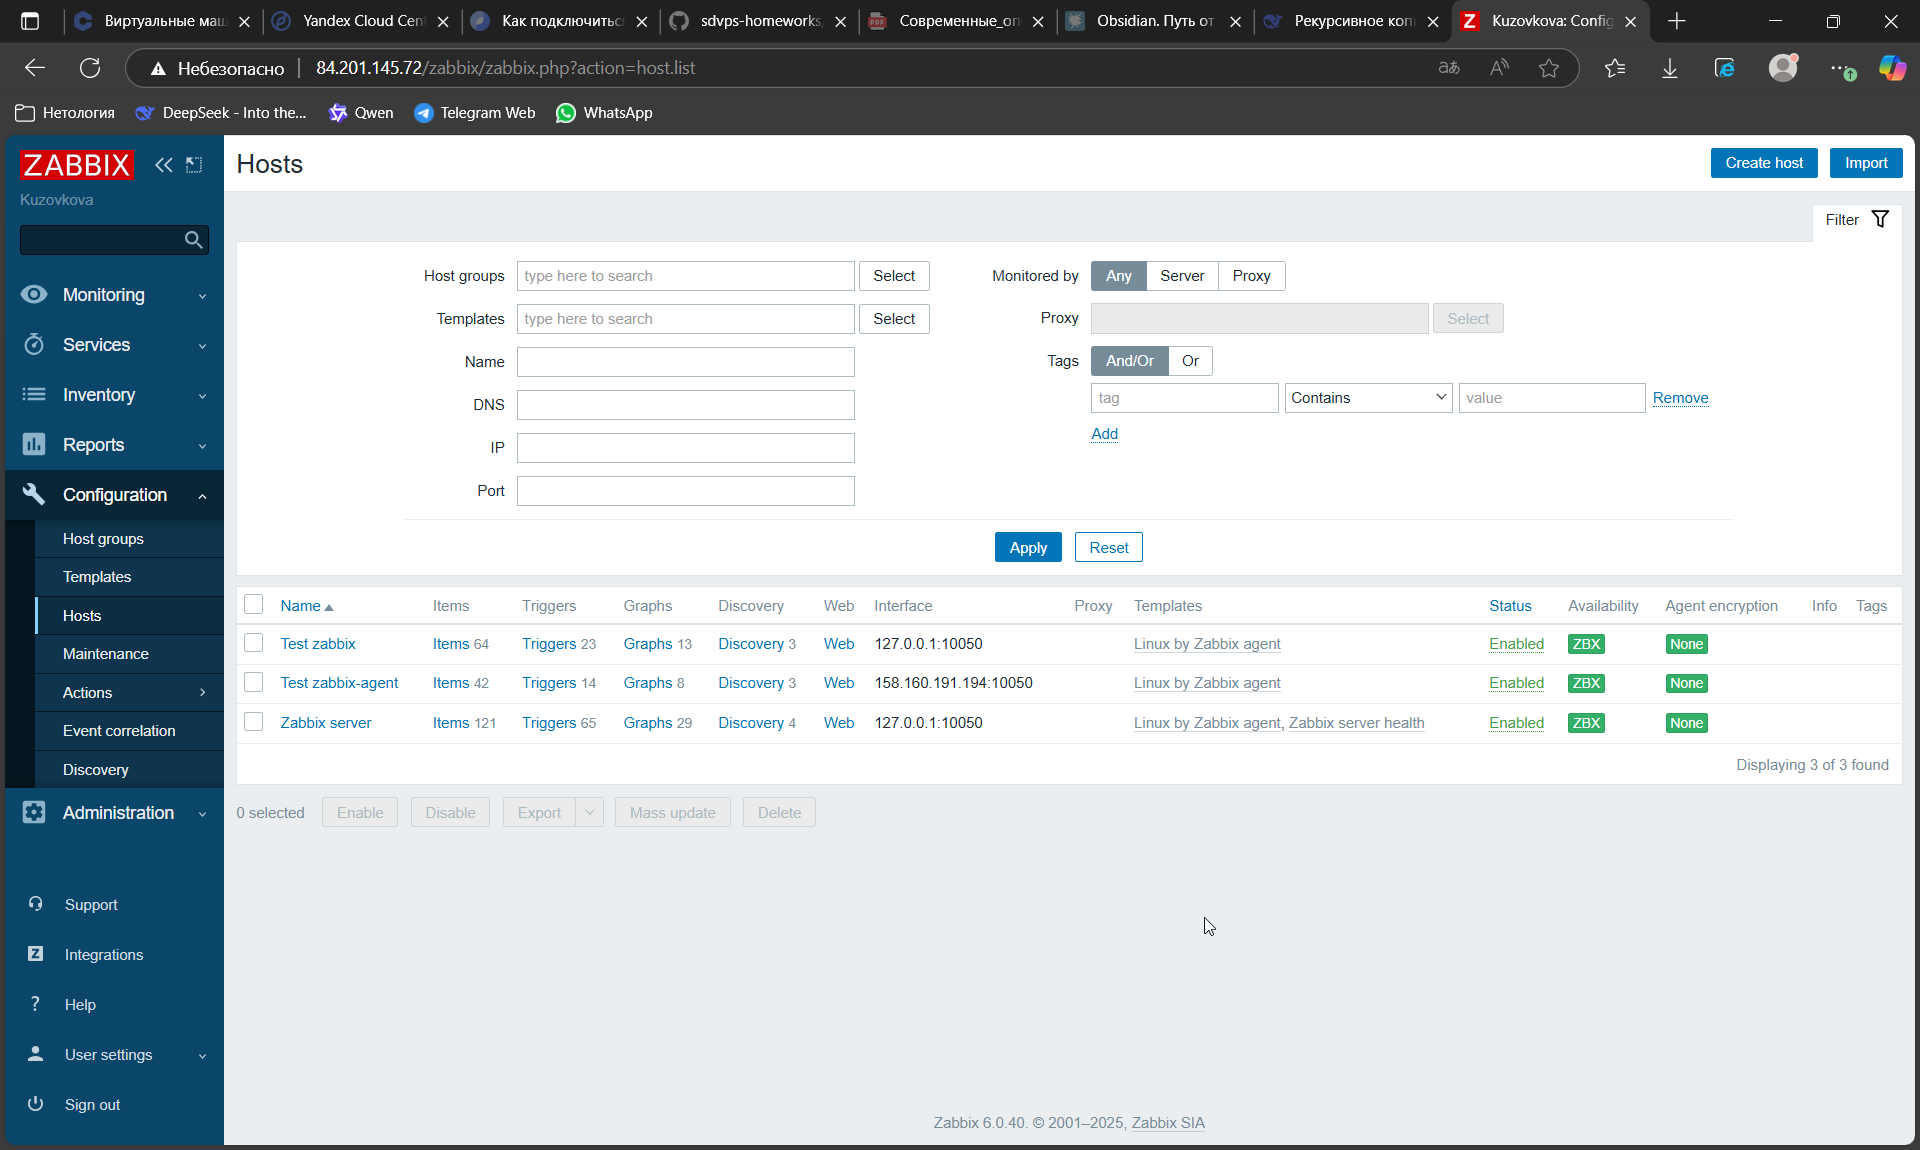 Виртуальные маш
Yandex Cloud Cen
Как подключитьс
sdvps-homeworks
Современные_оп
Obsidian. Путь от
Рекурсивное копи
Kuzovkova: Config
Небезопасно
84.201.145.72/zabbix/zabbix.php?action=host.list
Нетология
DeepSeek - Into the...
Qwen
Telegram Web
WhatsApp
ZABBIX
Kuzovkova
Monitoring
Services
Inventory
Reports
Configuration
Host groups
Templates
Hosts
Maintenance
Actions
Event correlation
Discovery
Administration
Support
Integrations
Help
User settings
Sign out
Hosts
Create host
Import
Filter
Host groups type here to search Select
Templates type here to search Select
Name
DNS
IP
Port
Monitored by Any Server Proxy
Proxy Select
Tags And/Or Or
tag Contains value Remove
Add
Apply Reset
Name Items Triggers Graphs Discovery Web Interface Proxy Templates Status Availability Agent encryption Info Tags
Test zabbix Items 64 Triggers 23 Graphs 13 Discovery 3 Web 127.0.0.1:10050 Linux by Zabbix agent Enabled ZBX None
Test zabbix-agent Items 42 Triggers 14 Graphs 8 Discovery 3 Web 158.160.191.194:10050 Linux by Zabbix agent Enabled ZBX None
Zabbix server Items 121 Triggers 65 Graphs 29 Discovery 4 Web 127.0.0.1:10050 Linux by Zabbix agent, Zabbix server health Enabled ZBX None
Displaying 3 of 3 found
0 selected Enable Disable Export Mass update Delete
Zabbix 6.0.40. © 2001–2025, Zabbix SIA